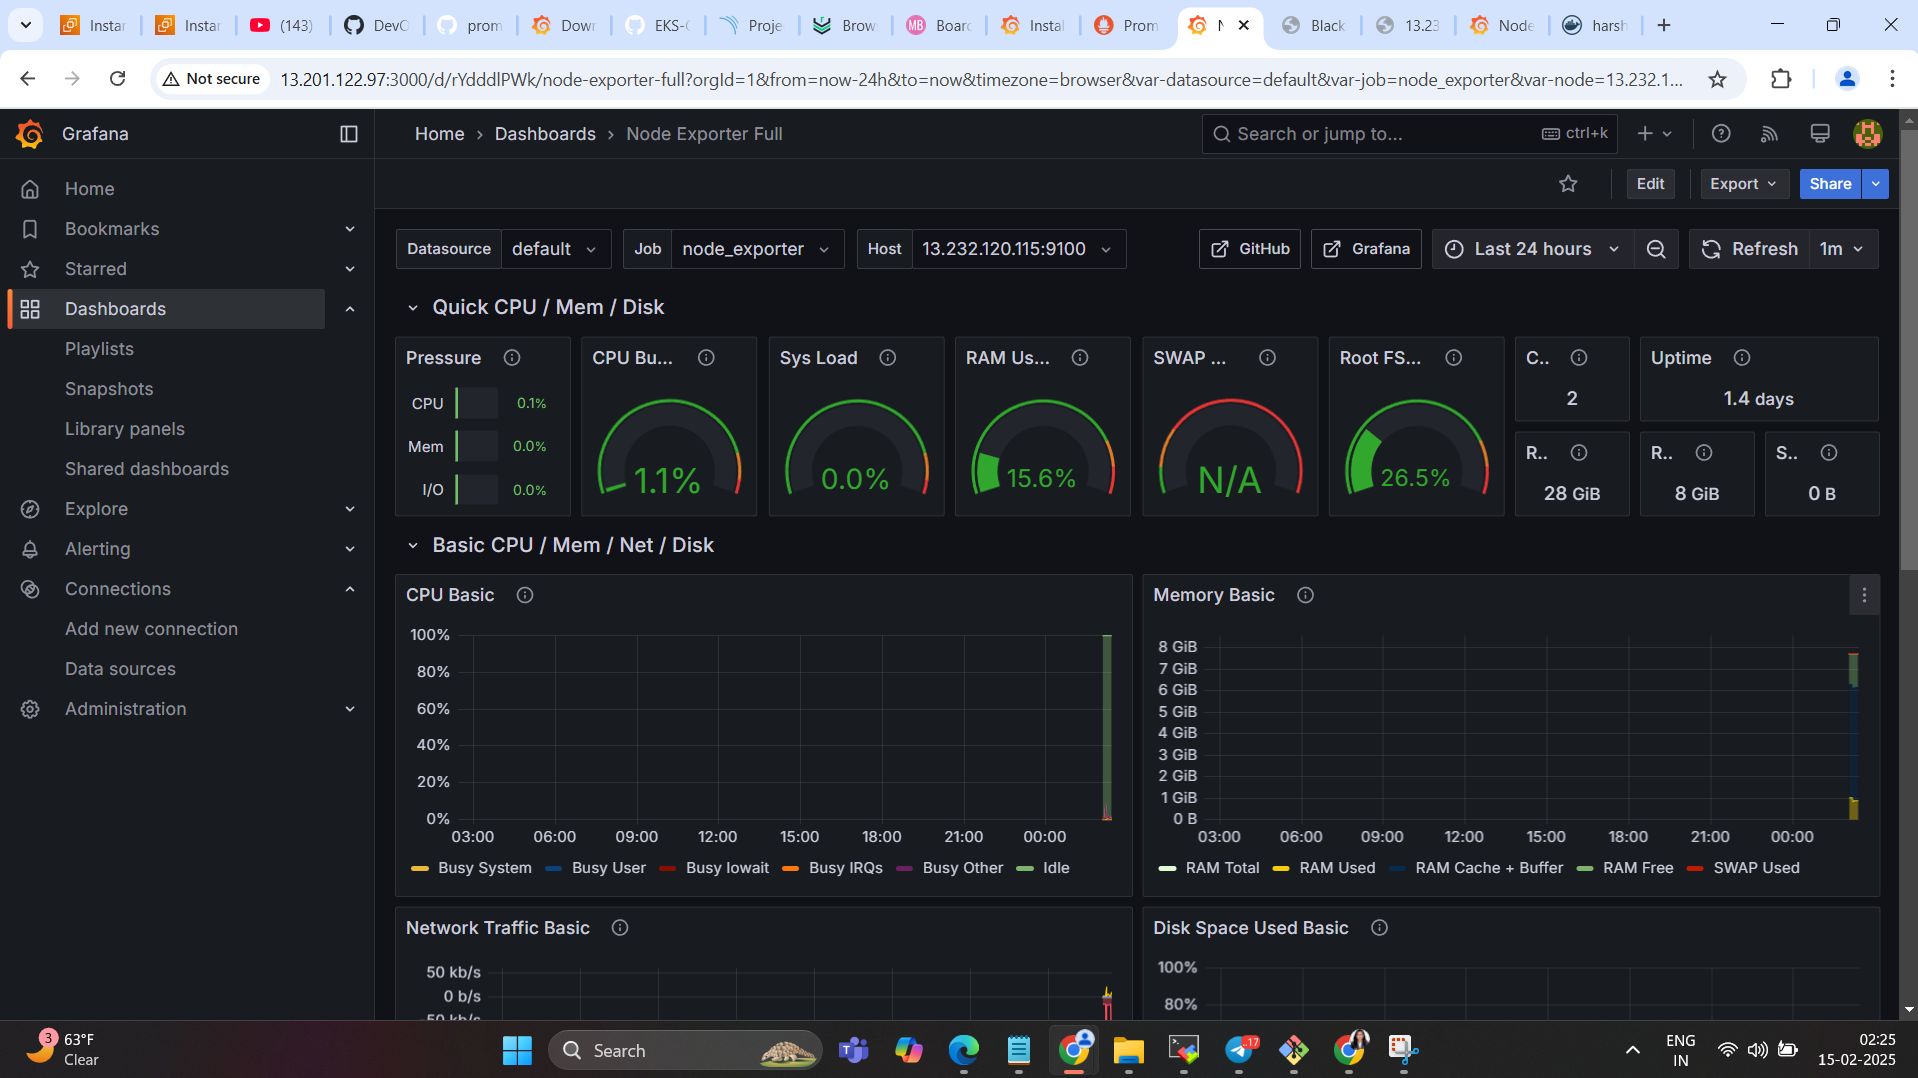 Instar
Instar
(143)
DevO
prom
Dow
EKS-C
Proje
Brow
MB Board
Instal
Prom
N
Black
13.23
Node
harsh
Not secure 13.201.122.97:3000/d/rYdddlPWk/node-exporter-full?orgId=1&from=now-24h&to=now&timezone=browser&var-datasource=default&var-job=node_exporter&var-node=13.232.1...
Grafana
Home › Dashboards › Node Exporter Full
Search or jump to... ctrl+k
Edit Export Share
Home
Bookmarks
Starred
Dashboards
Playlists
Snapshots
Library panels
Shared dashboards
Explore
Alerting
Connections
Add new connection
Data sources
Administration
Datasource default Job node_exporter Host 13.232.120.115:9100 GitHub Grafana Last 24 hours Refresh 1m
Quick CPU / Mem / Disk
Pressure
CPU 0.1%
Mem 0.0%
I/O 0.0%
CPU Bu...
1.1%
Sys Load
0.0%
RAM Us...
15.6%
SWAP ...
N/A
Root FS...
26.5%
C..
2
Uptime
1.4 days
R..
28 GiB
R..
8 GiB
S..
0 B
Basic CPU / Mem / Net / Disk
CPU Basic
100%
80%
60%
40%
20%
0%
03:00 06:00 09:00 12:00 15:00 18:00 21:00 00:00
Busy System Busy User Busy Iowait Busy IRQs Busy Other Idle
Memory Basic
8 GiB
7 GiB
6 GiB
5 GiB
4 GiB
3 GiB
2 GiB
1 GiB
0 B
03:00 06:00 09:00 12:00 15:00 18:00 21:00 00:00
RAM Total RAM Used RAM Cache + Buffer RAM Free SWAP Used
Network Traffic Basic
50 kb/s
0 b/s
Disk Space Used Basic
100%
80%
3 63°F
Clear
Search
17
ENG
IN
02:25
15-02-2025